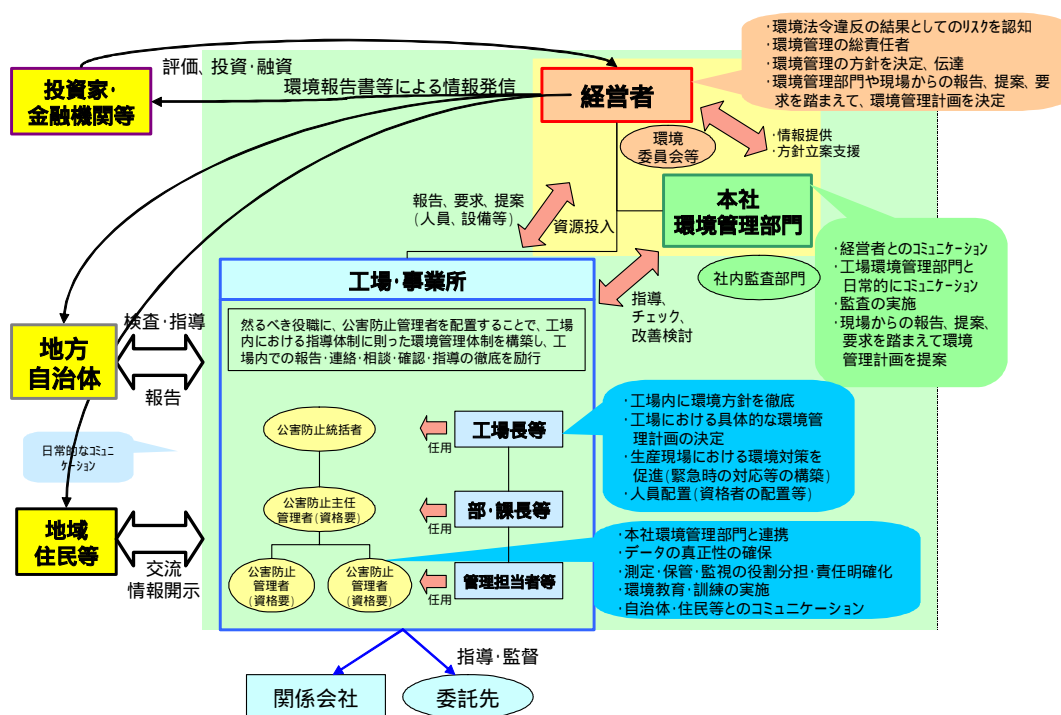 ・環境法令違反の結果としてのリスクを認知
・環境管理の総責任者
・環境管理の方針を決定、伝達
・環境管理部門や現場からの報告、提案、要
求を踏まえて、環境管理計画を決定
評価、投資・融資
投資家・
金融機関等
環境報告書等による情報発信
経営者
環境
委員会等
・情報提供
・方針立案支援
報告、要求、提案
(人員、設備等)
資源投入
本社
環境管理部門
社内監査部門
・経営者とのコミュニケーション
・工場環境管理部門と
日常的にコミュニケーション
・監査の実施
・現場からの報告、提案、
要求を踏まえて環境
管理計画を提案
指導、
チェック、
改善検討
工場・事業所
然るべき役職に、公害防止管理者を配置することで、工場
内における指導体制に則った環境管理体制を構築し、工
場内での報告・連絡・相談・確認・指導の徹底を励行
検査・指導
地方
自治体
報告
日常的なコミュニ
ケーション
公害防止統括者
任用
工場長等
・工場内に環境方針を徹底
・工場における具体的な環境管
理計画の決定
・生産現場における環境対策を
促進(緊急時の対応等の構築)
・人員配置(資格者の配置等)
公害防止主任
管理者(資格要)
任用
部・課長等
地域
住民等
交流
情報開示
公害防止
管理者
(資格要)
公害防止
管理者
(資格要)
任用
管理担当者等
・本社環境管理部門と連携
・データの真正性の確保
・測定・保管・監視の役割分担・責任明確化
・環境教育・訓練の実施
・自治体・住民等とのコミュニケーション
指導・監督
関係会社
委託先